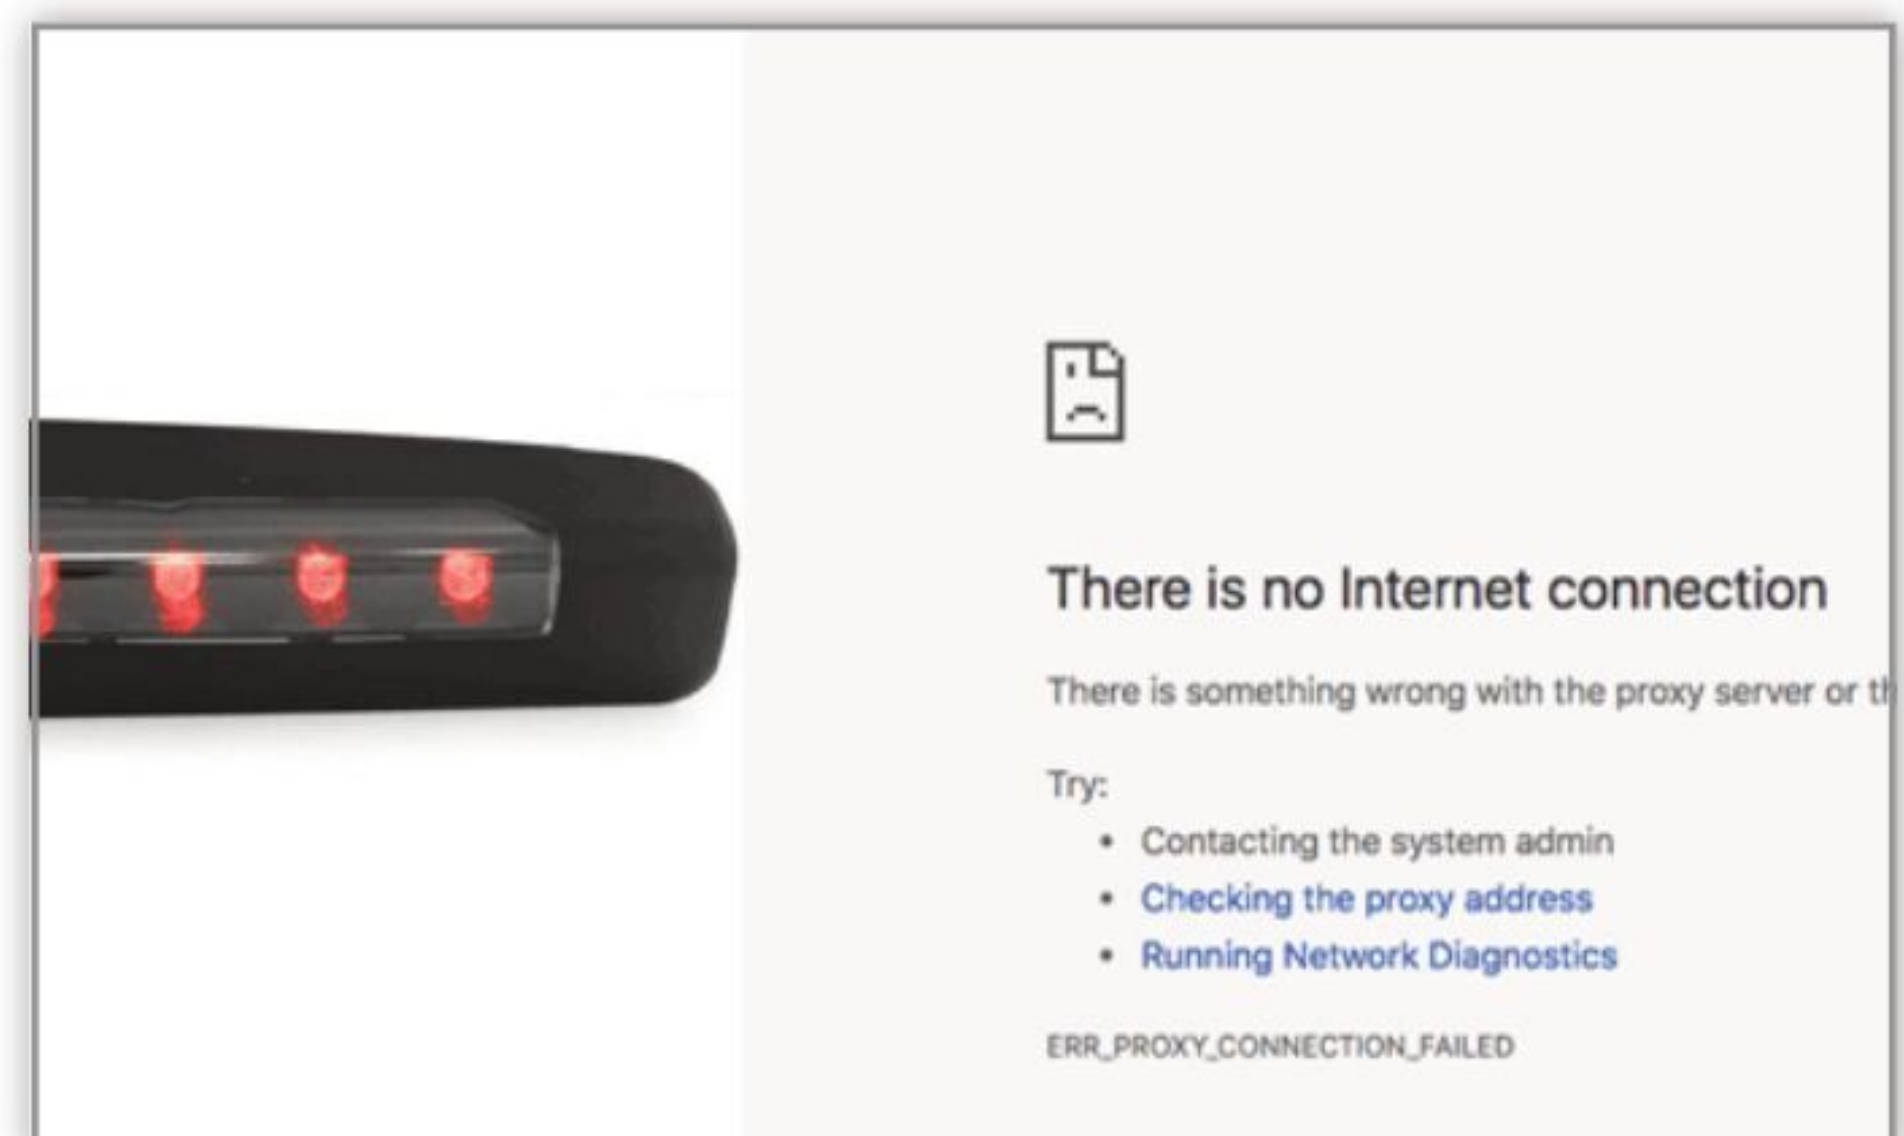 There is no Internet connection
There is something wrong with the proxy server or
Try:
• Contacting the system admin
• Checking the proxy address
• Running Network Diagnostics
ERR_PROXY_CONNECTION_FAILED